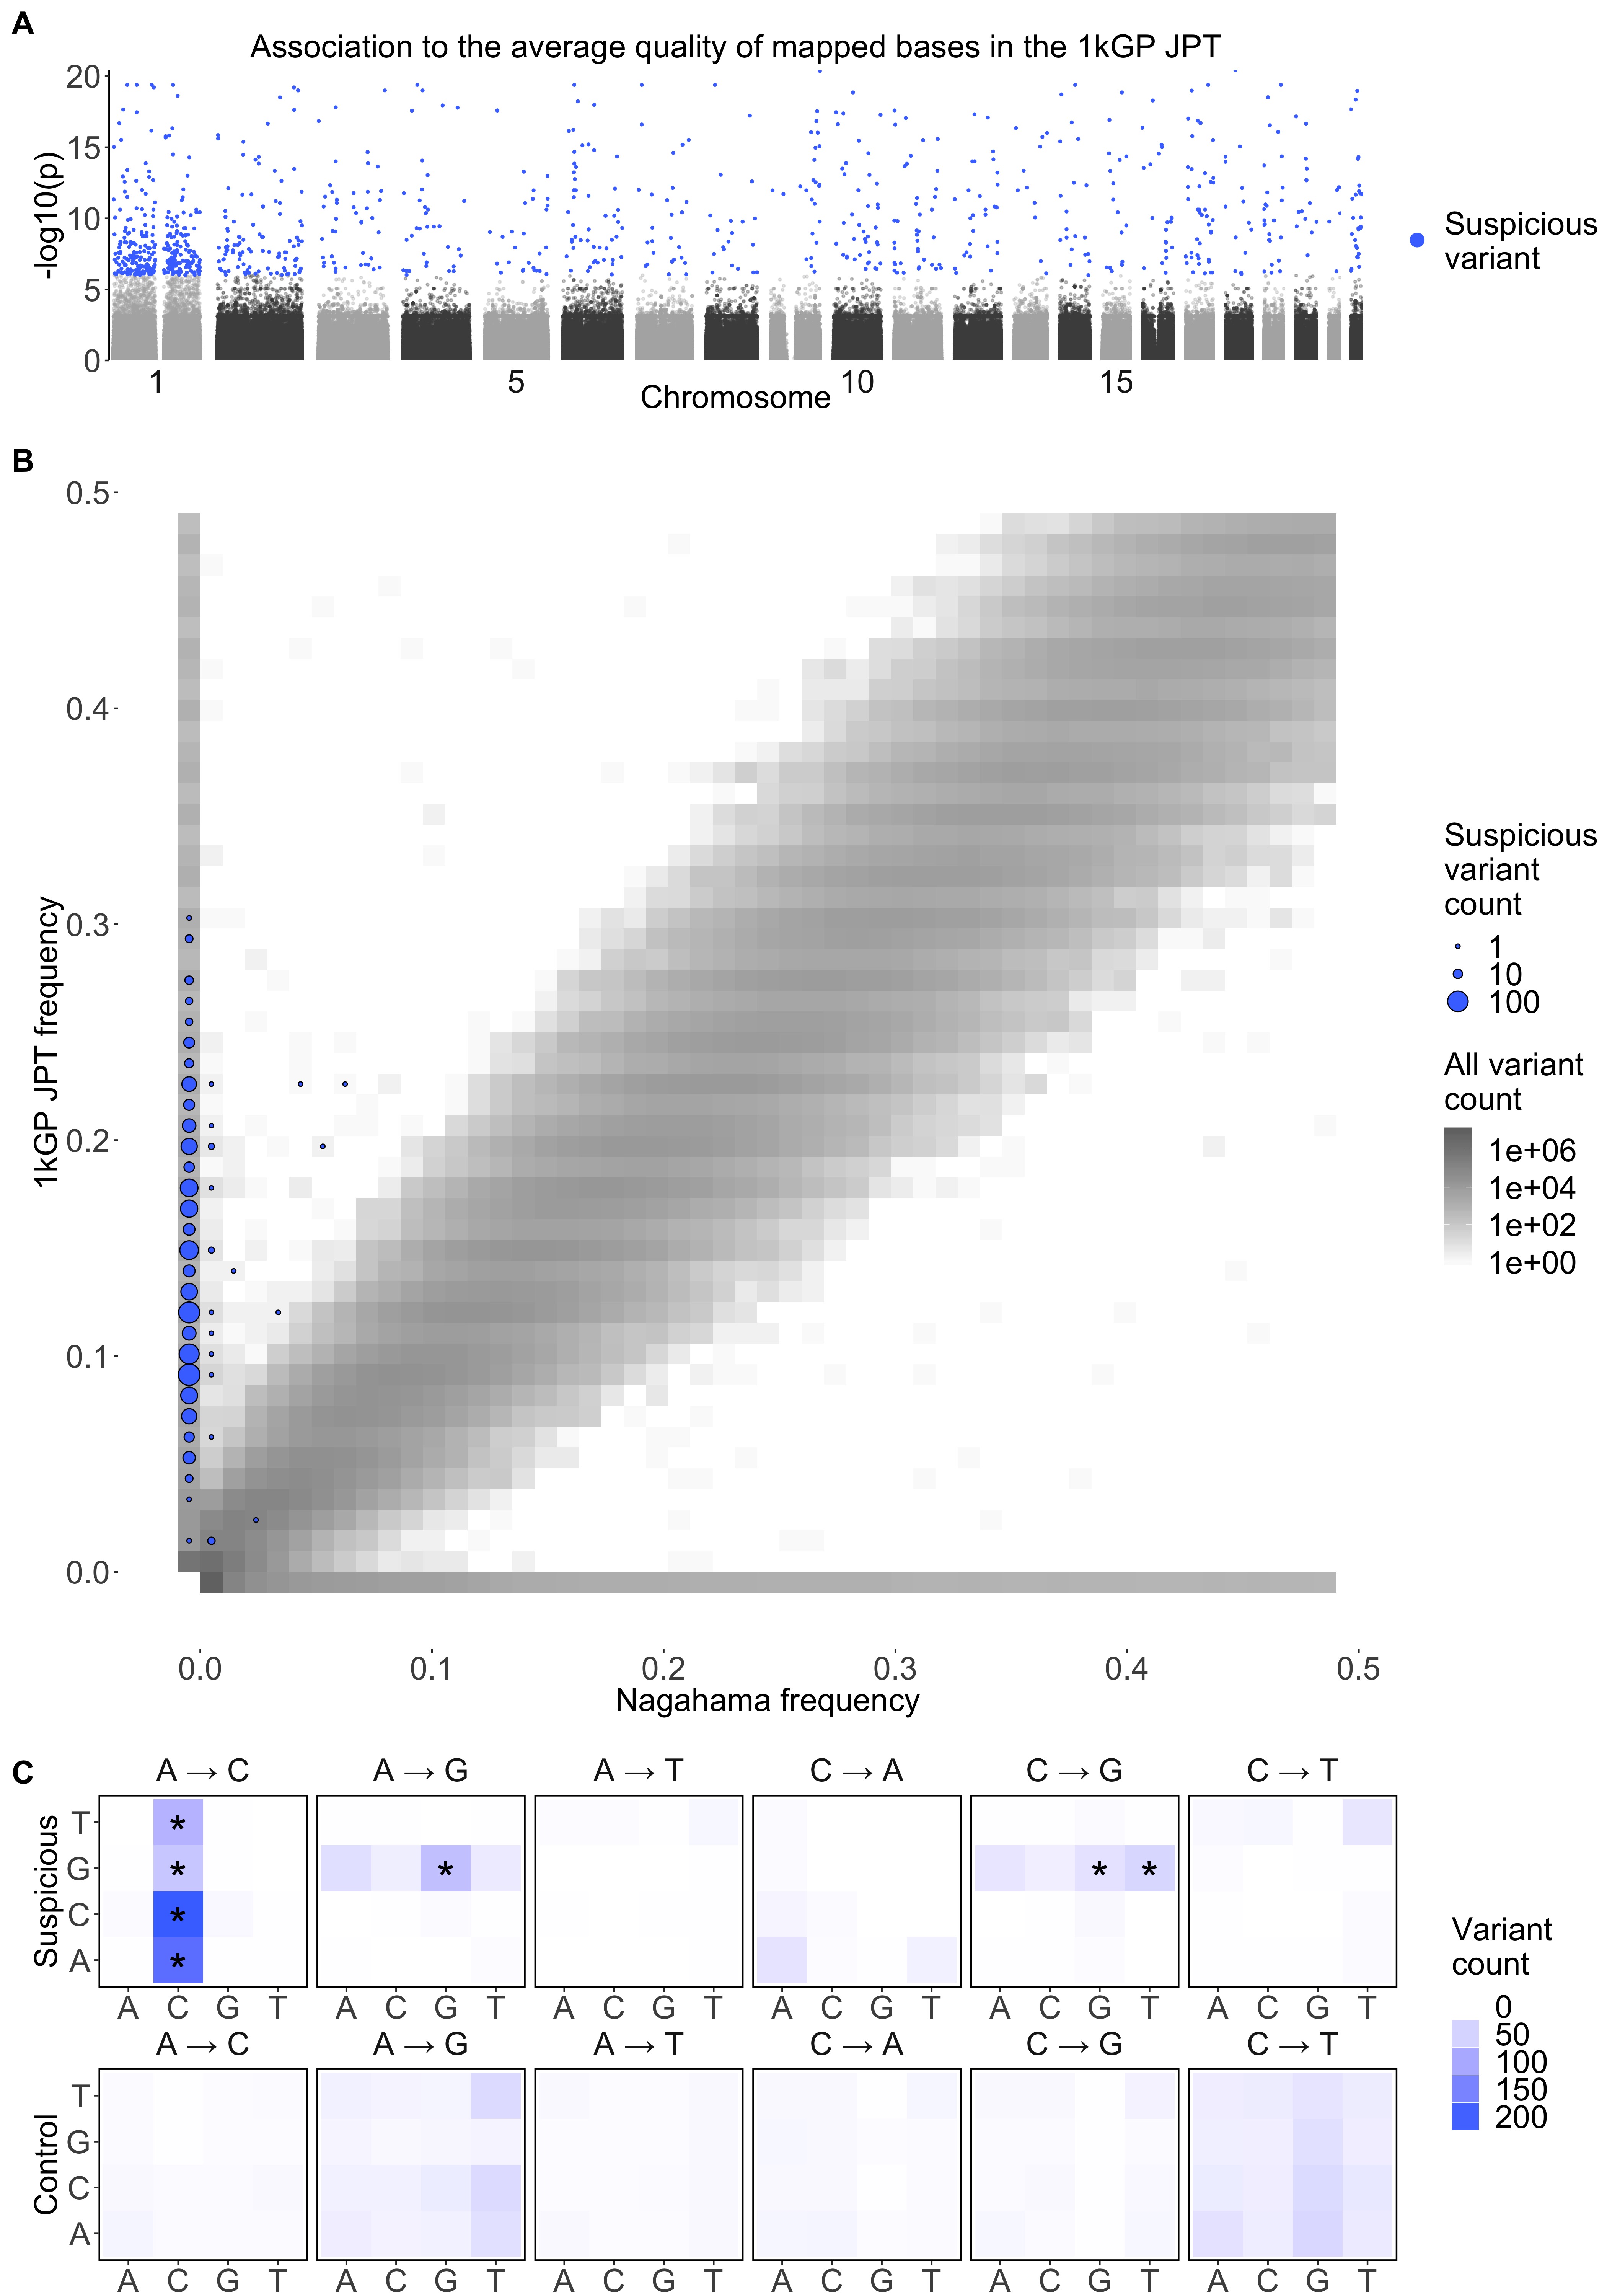 A
Association to the average quality of mapped bases in the 1kGP JPT
20
15
10
5
0
-log10(p)
1
5
10
15
Chromosome
Suspicious
variant
B
0.5
0.4
0.3
0.2
0.1
0.0
1kGP JPT frequency
0.0
0.1
0.2
0.3
0.4
0.5
Nagahama frequency
Suspicious
variant
count
1
10
100
All variant
count
1e+06
1e+04
1e+02
1e+00
C
A → C
A → G
A → T
C → A
C → G
C → T
Suspicious
T
*
G
*
*
*
*
C
*
A
*
A C G T
A C G T
A C G T
A C G T
A C G T
A C G T
A → C
A → G
A → T
C → A
C → G
C → T
Control
T
G
C
A
A C G T
A C G T
A C G T
A C G T
A C G T
A C G T
Variant
count
0
50
100
150
200